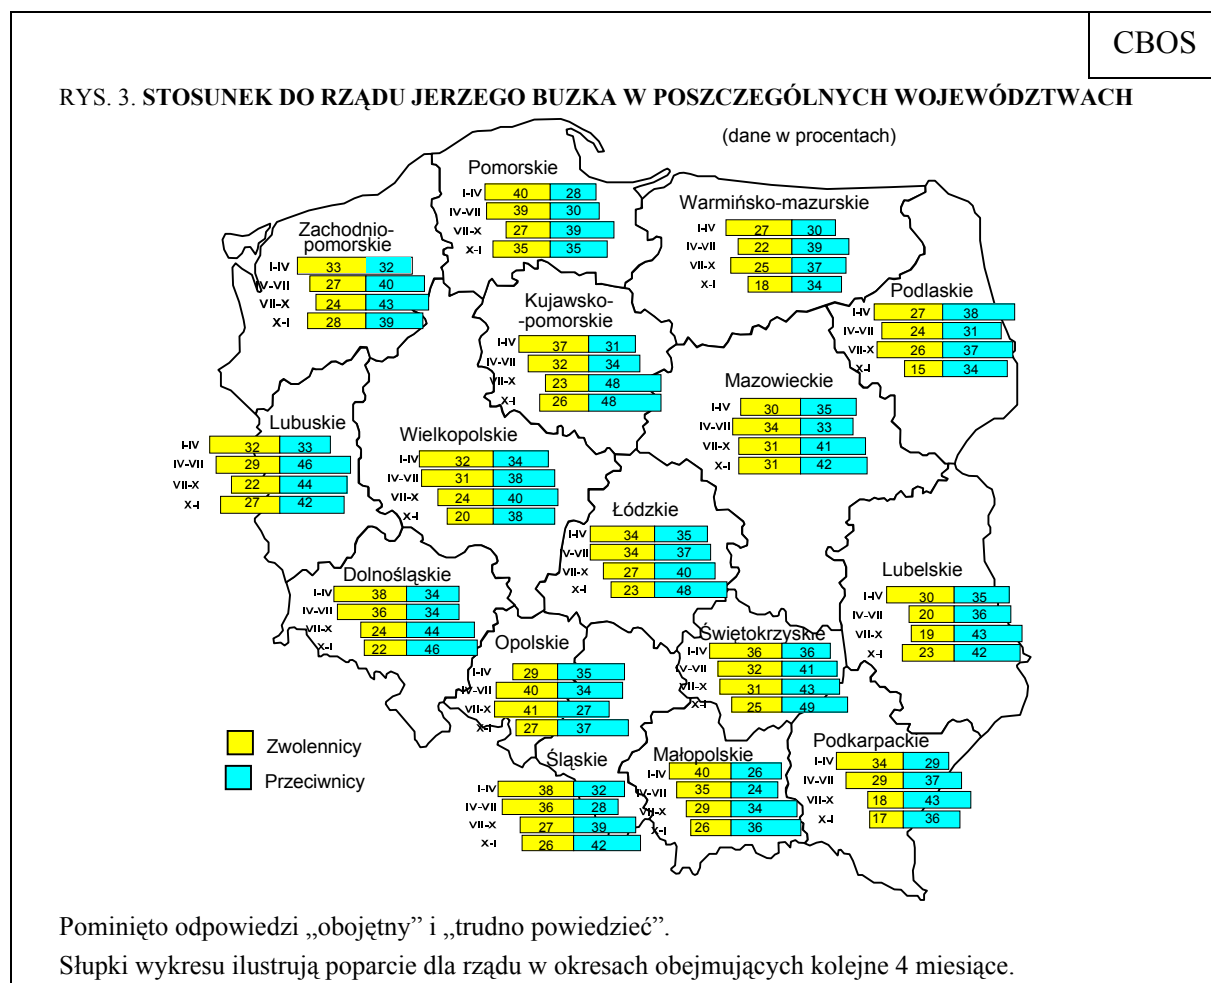 CBOS
RYS. 3. STOSUNEK DO RZĄDU JERZEGO BUZKA W POSZCZEGÓLNYCH WOJEWÓDZTWACH
(dane w procentach)
Pomorskie
I-IV 40 28
IV-VII 39 30
VII-X 27 39
X-I 35 35
Warmińsko-mazurskie
I-IV 27 30
IV-VII 22 39
VII-X 25 37
X-I 18 34
Zachodnio-
pomorskie
I-IV 33 32
IV-VII 27 40
VII-X 24 43
X-I 28 39
Kujawsko-
-pomorskie
I-IV 37 31
IV-VII 32 34
VII-X 23 48
X-I 26 48
Podlaskie
I-IV 27 38
IV-VII 24 31
VII-X 26 37
X-I 15 34
Mazowieckie
I-IV 30 35
IV-VII 34 33
VII-X 31 41
X-I 31 42
Lubuskie
I-IV 32 33
IV-VII 29 46
VII-X 22 44
X-I 27 42
Wielkopolskie
I-IV 32 34
IV-VII 31 38
VII-X 24 40
X-I 20 38
Łódzkie
I-IV 34 35
V-VII 34 37
VII-X 27 40
X-I 23 48
Dolnośląskie
I-IV 38 34
IV-VII 36 34
VII-X 24 44
X-I 22 46
Lubelskie
I-IV 30 35
IV-VII 20 36
VII-X 19 43
X-I 23 42
Opolskie
I-IV 29 35
IV-VII 40 34
VII-X 41 27
X-I 27 37
Świętokrzyskie
I-IV 36 36
IV-VII 32 41
VII-X 31 43
X-I 25 49
Zwolennicy
Przeciwnicy
Śląskie
I-IV 38 32
IV-VII 36 28
VII-X 27 39
X-I 26 42
Małopolskie
I-IV 40 26
IV-VII 35 24
VII-X 29 34
X-I 26 36
Podkarpackie
I-IV 34 29
IV-VII 29 37
VII-X 18 43
X-I 17 36
Pominięto odpowiedzi „obojętny” i „trudno powiedzieć”.
Słupki wykresu ilustrują poparcie dla rządu w okresach obejmujących kolejne 4 miesiące.